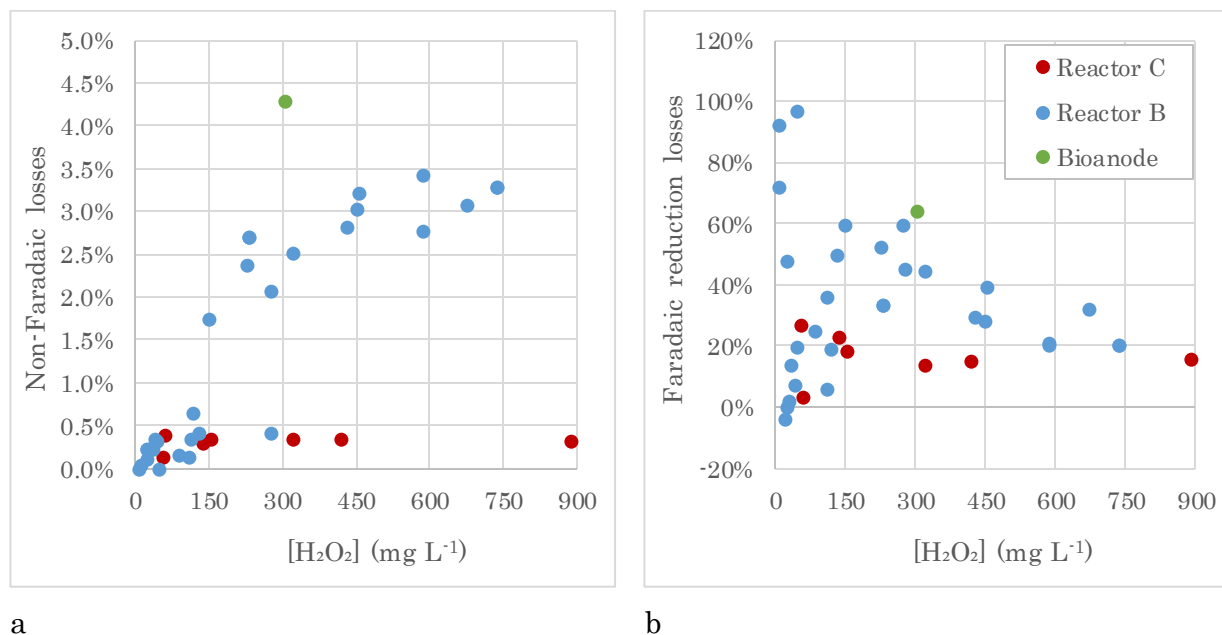 5.0%
4.5%
4.0%
3.5%
3.0%
2.5%
2.0%
1.5%
1.0%
0.5%
0.0%
Non-Faradaic losses
0 150 300 450 600 750 900
[H₂O₂] (mg L⁻¹)
a
120%
100%
80%
60%
40%
20%
0%
-20%
Faradaic reduction losses
Reactor C
Reactor B
Bioanode
0 150 300 450 600 750 900
[H₂O₂] (mg L⁻¹)
b